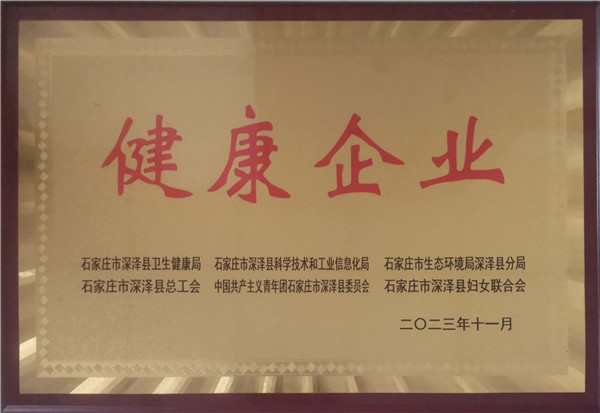 健康企业
石家庄市深泽县卫生健康局 石家庄市深泽县科学技术和工业信息化局 石家庄市生态环境局深泽县分局
石家庄市深泽县总工会 中国共产主义青年团石家庄市深泽县委员会 石家庄市深泽县妇女联合会
二〇二三年十一月